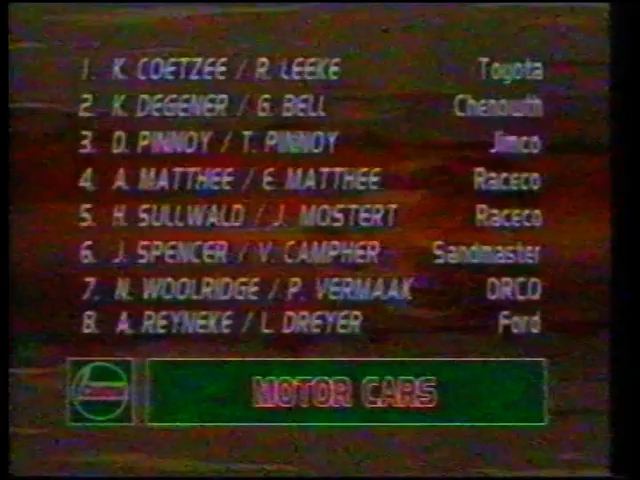 1. K. COETZEE / R. LEEKE Toyota
2. K. DEGENER / G. BELL Chenowth
3. D. PINNOY / T. PINNOY Jimco
4. A. MATTHEE / E. MATTHEE Raceco
5. H. SULLWALD / J. MOSTERT Raceco
6. J. SPENCER / V. CAMPHER Sandmaster
7. N. WOOLRIDGE / P. VERMAAK ORCO
8. A. REYNEKE / L. DREYER Ford
MOTOR CARS